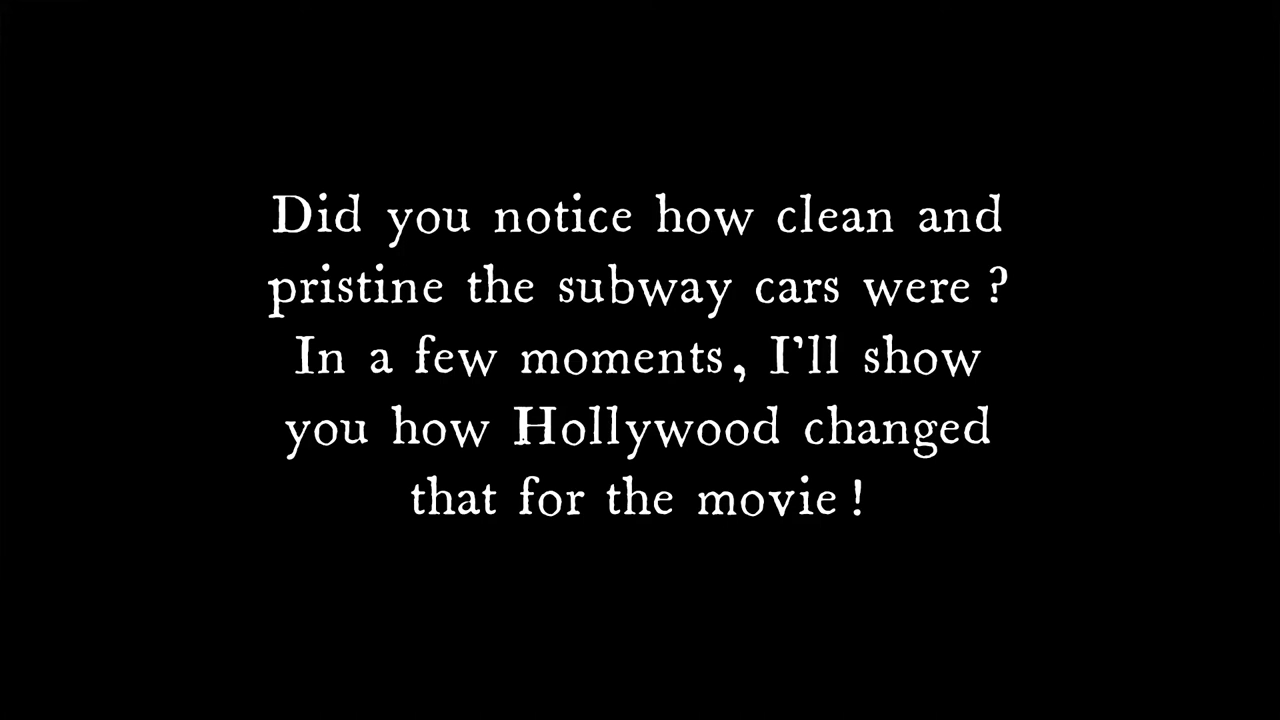 Did you notice how clean and
pristine the subway cars were ?
In a few moments, I'll show
you how Hollywood changed
that for the movie !